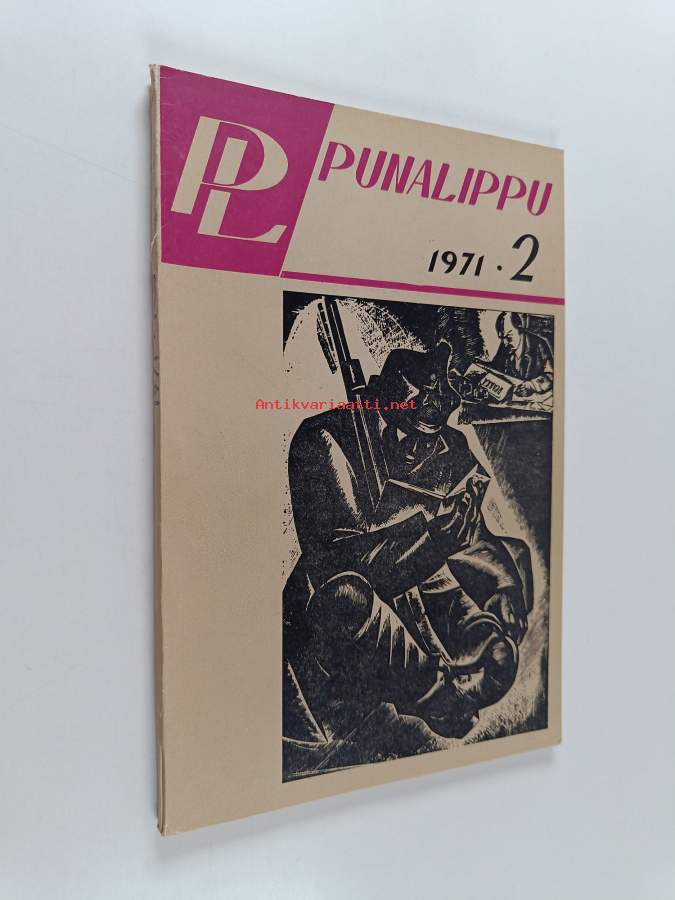 PL
PUNALIPPU
1971 · 2
Antikvariaatti.net